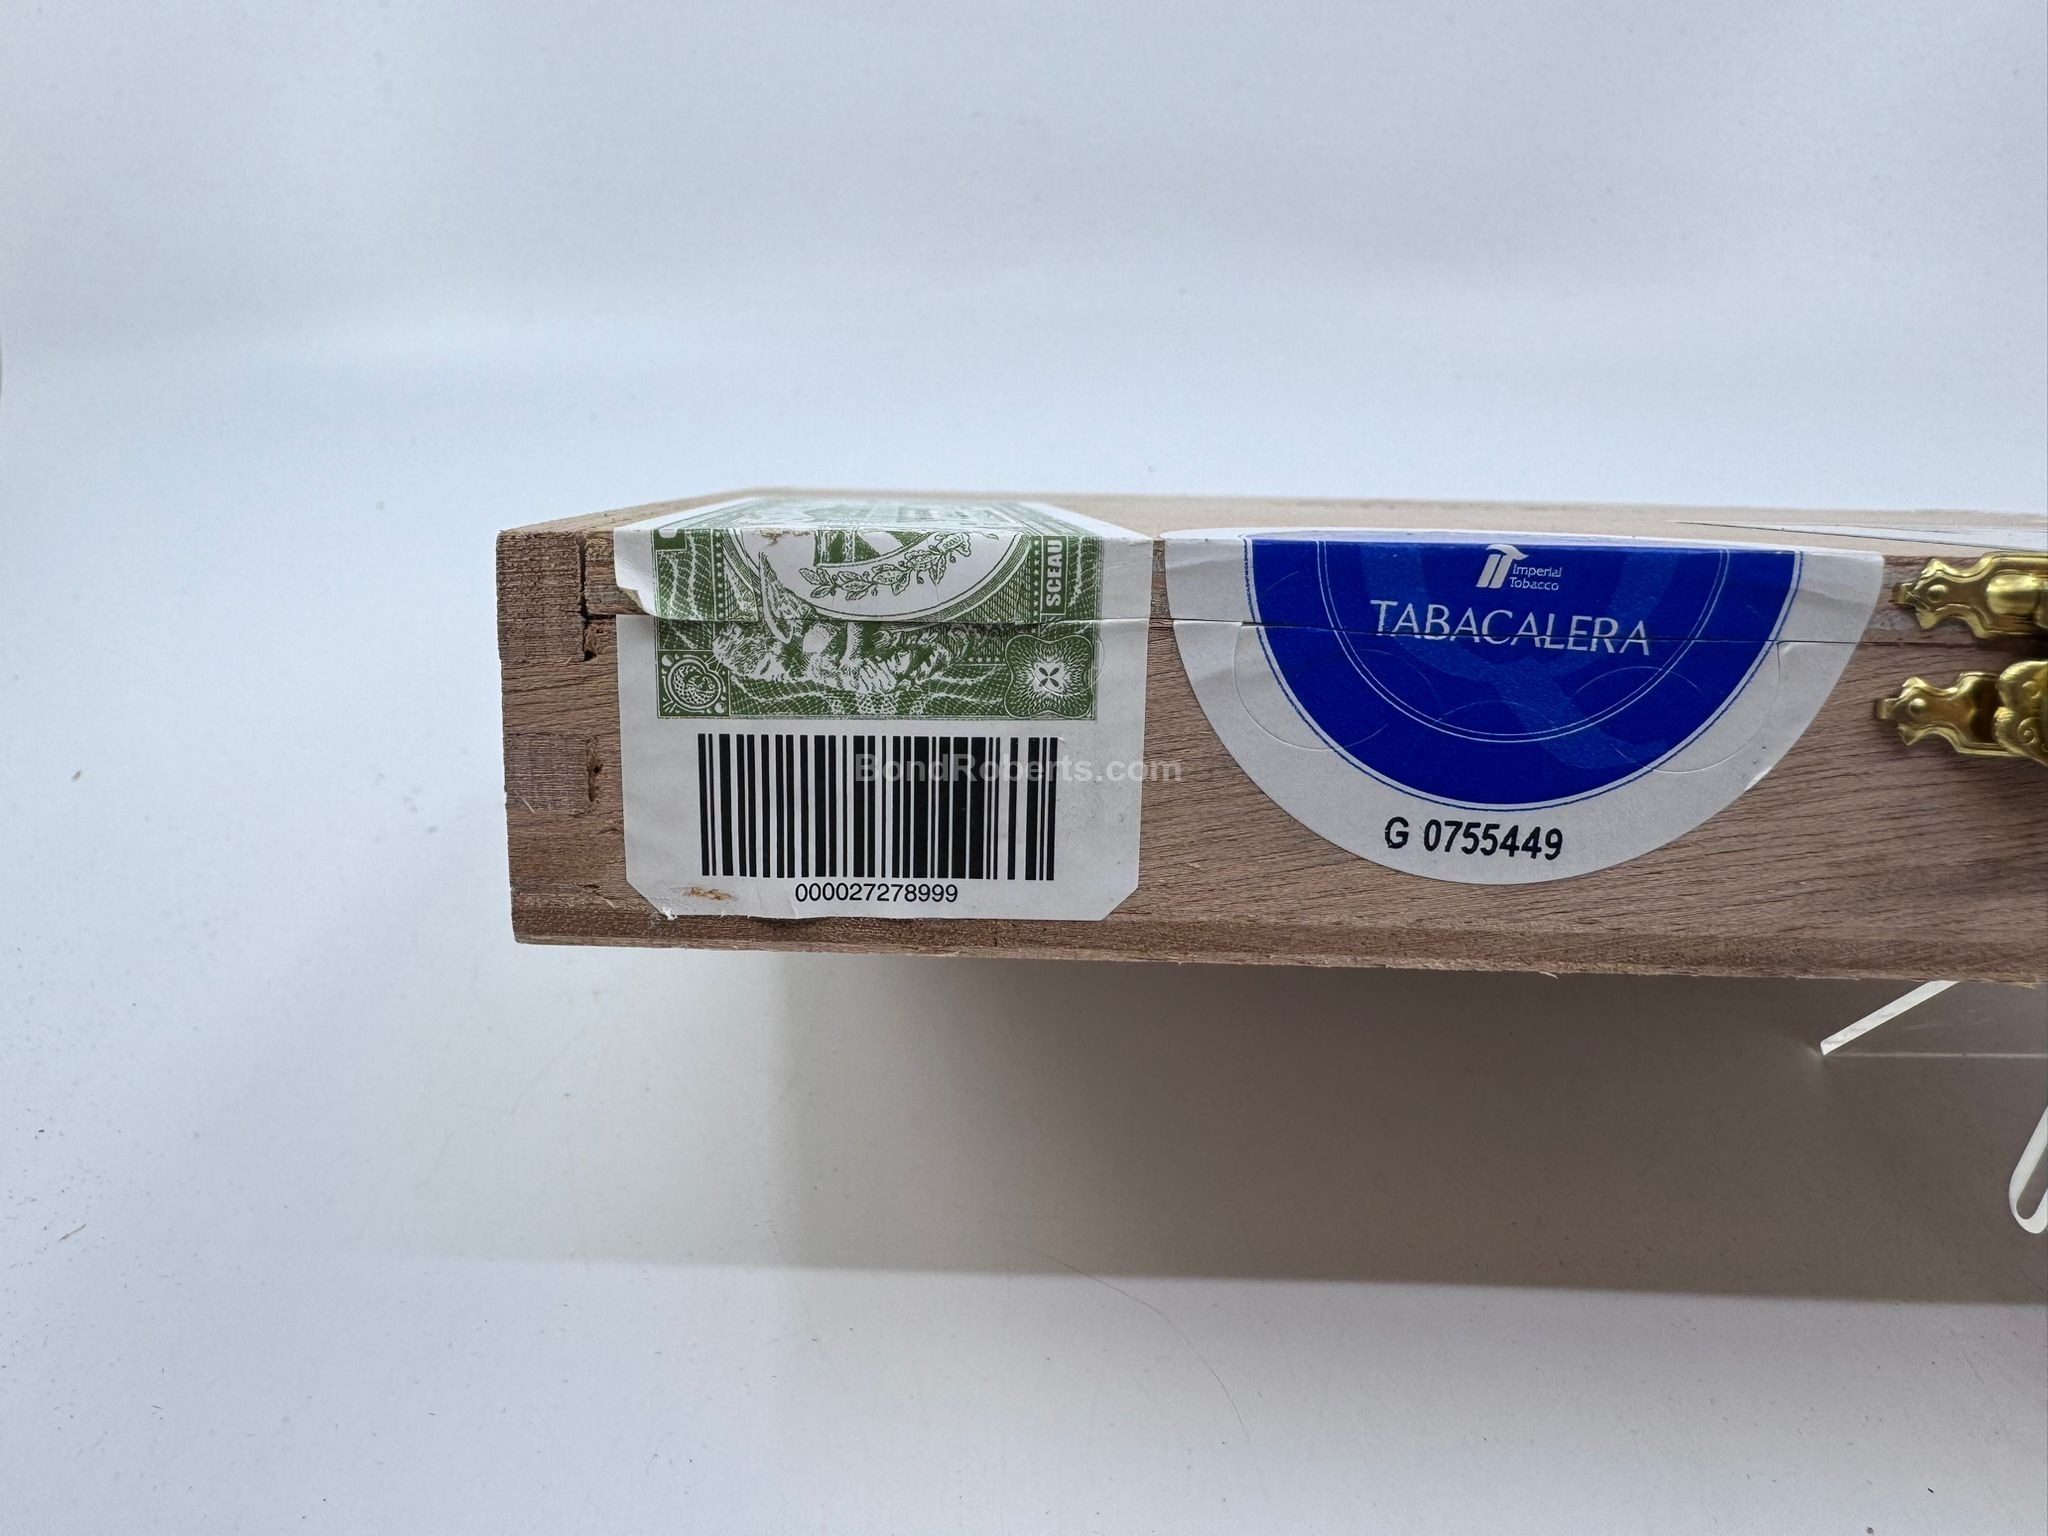 SCEAU
Imperial
Tobacco
TABACALERA
BondRoberts.com
G 0755449
000027278999